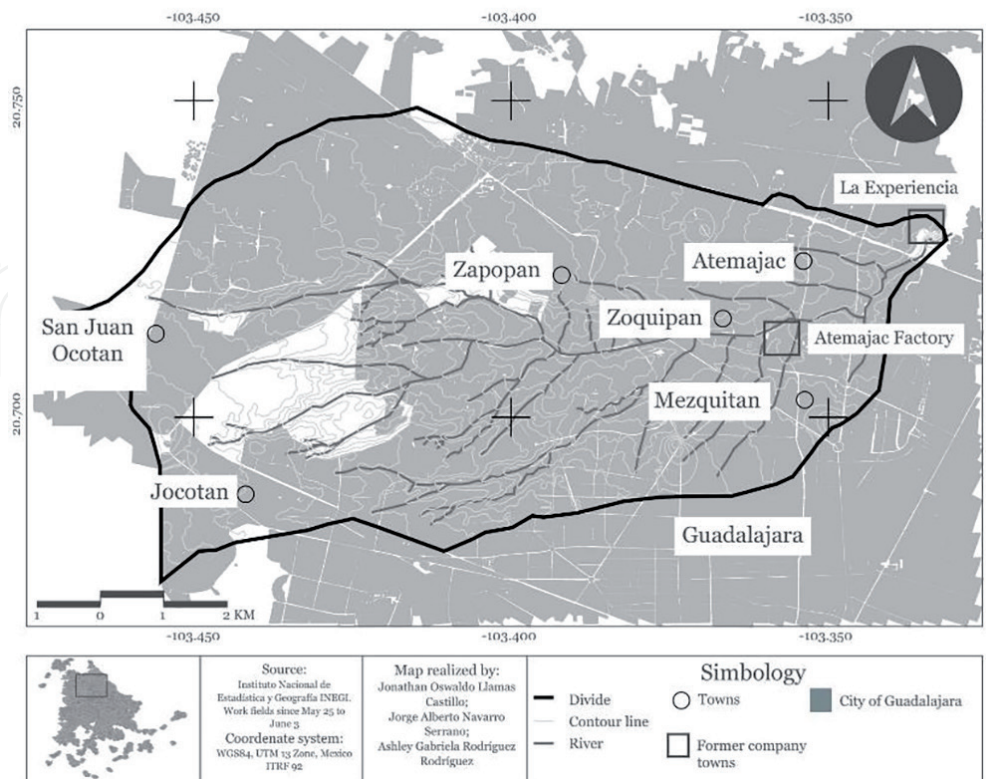 -103.450
-103.400
-103.350
20.750
La Experiencia
Atemajac
Zapopan
Zoquipan
San Juan
Ocotan
Atemajac Factory
Mezquitan
20.700
Jocotan
Guadalajara
1 0 1 2 KM
-103.450
-103.400
-103.350
Source:
Instituto Nacional de
Estadística y Geografía INEGI.
Work fields since May 25 to
June 3
Coordenate system:
WGS84, UTM 13 Zone, Mexico
ITRF 92
Map realized by:
Jonathan Oswaldo Llamas
Castillo;
Jorge Alberto Navarro
Serrano;
Ashley Gabriela Rodríguez
Rodríguez
Simbology
Divide
Contour line
River
Towns
Former company
towns
City of Guadalajara